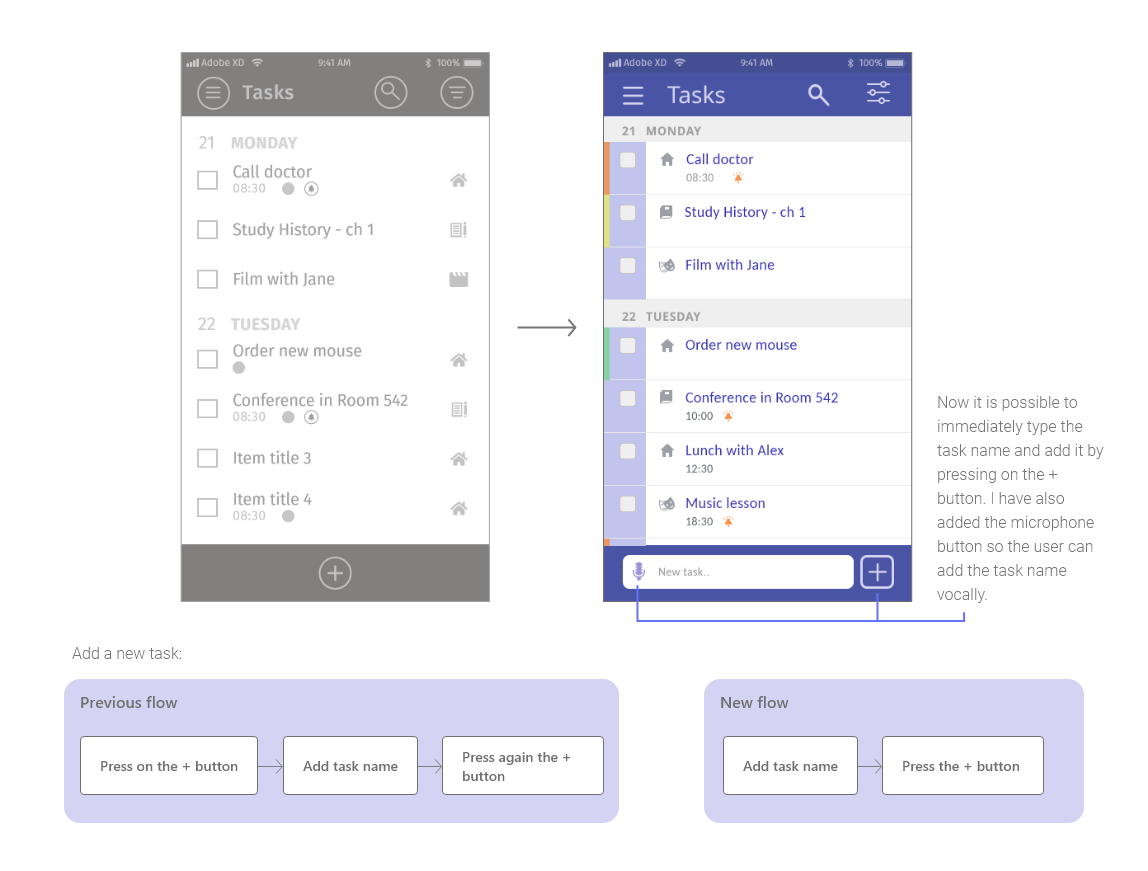 Adobe XD 9:41 AM 100%
Tasks
21 MONDAY
Call doctor
08:30
Study History - ch 1
Film with Jane
22 TUESDAY
Order new mouse
Conference in Room 542
08:30
Item title 3
Item title 4
08:30
Adobe XD 9:41 AM 100%
Tasks
21 MONDAY
Call doctor
08:30
Study History - ch 1
Film with Jane
22 TUESDAY
Order new mouse
Conference in Room 542
10:00
Lunch with Alex
12:30
Music lesson
18:30
New task..
Now it is possible to
immediately type the
task name and add it by
pressing on the +
button. I have also
added the microphone
button so the user can
add the task name
vocally.
Add a new task:
Previous flow
Press on the + button
Add task name
Press again the +
button
New flow
Add task name
Press the + button